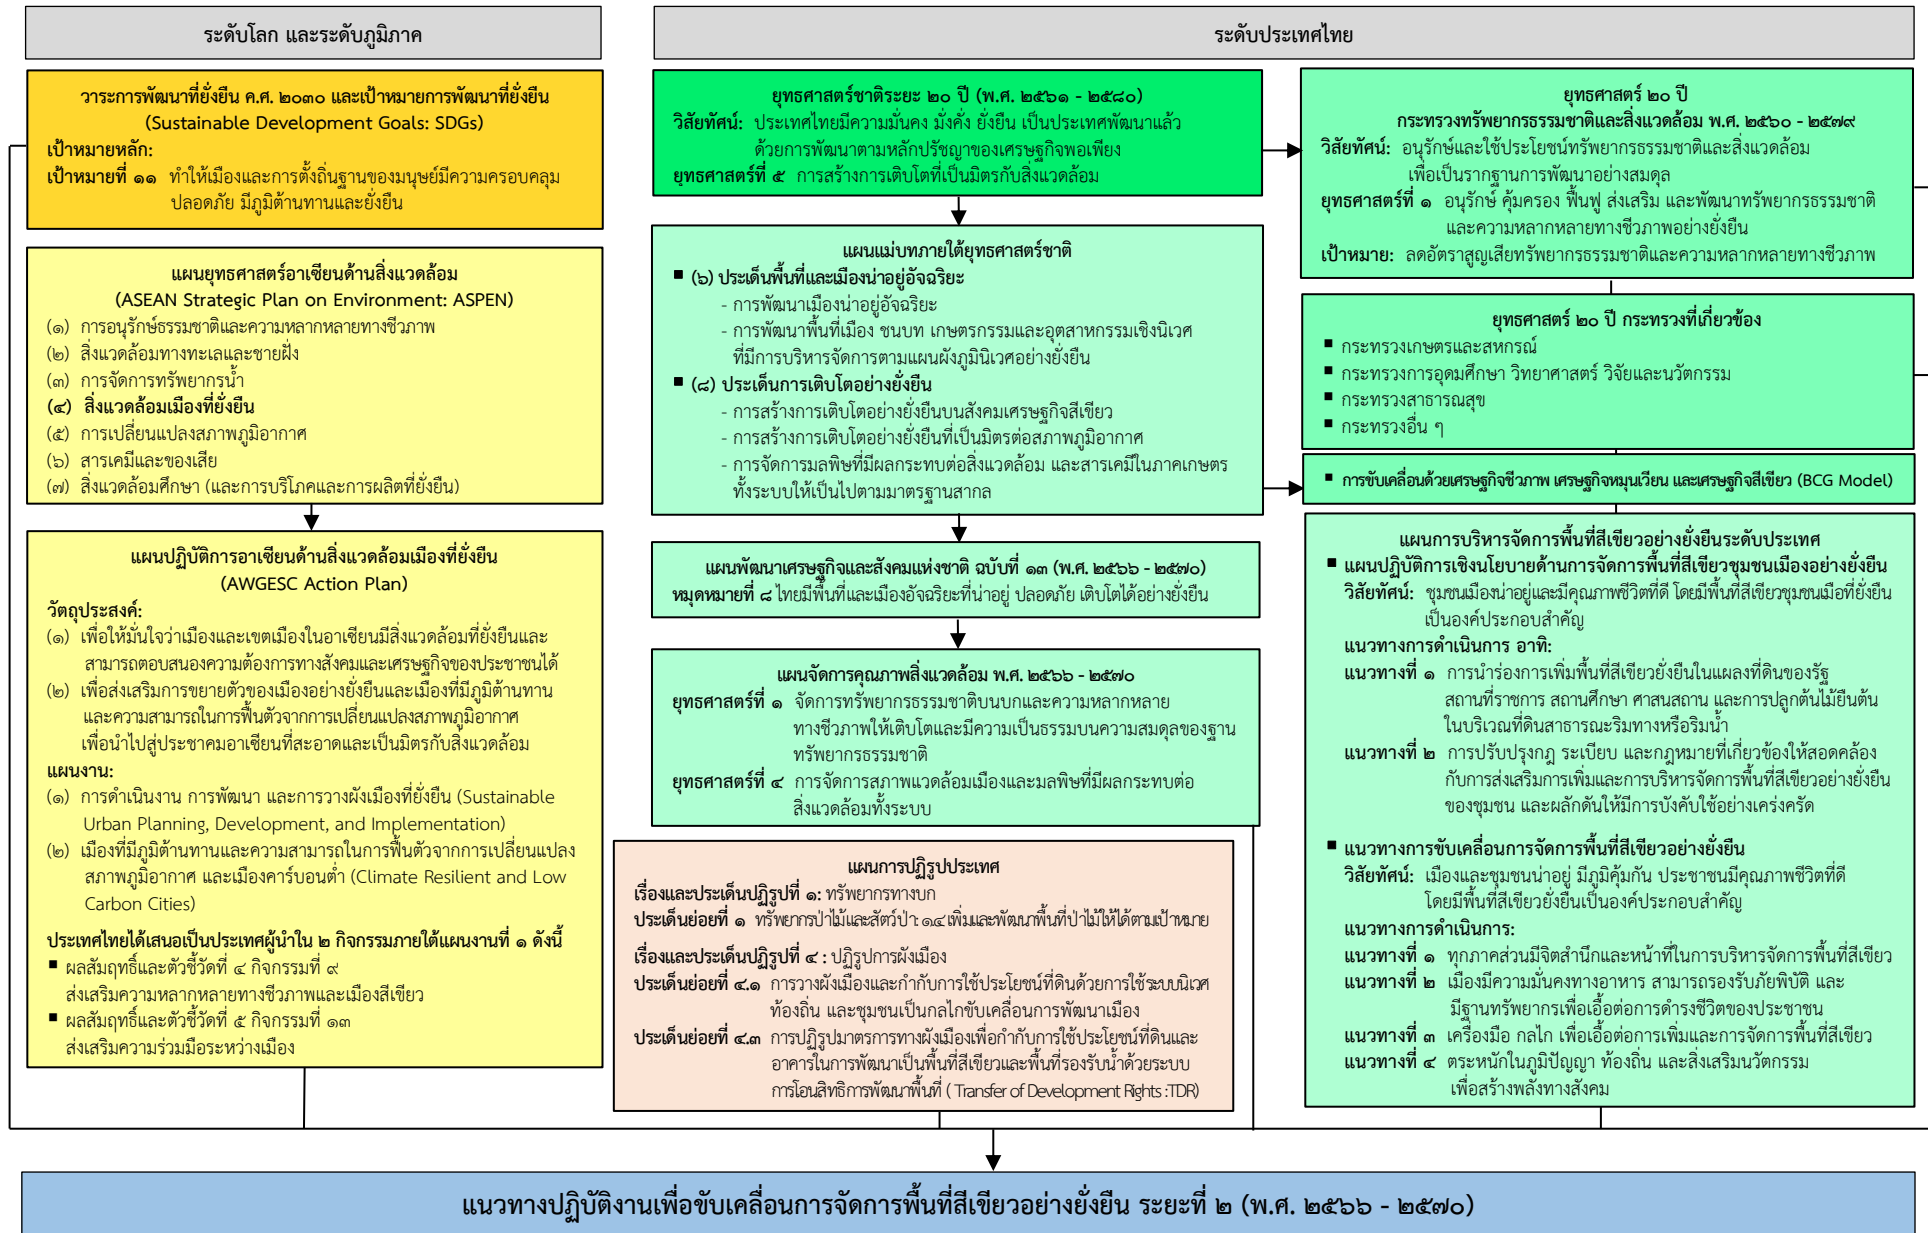 ระดับโลก และระดับภูมิภาค
วาระการพัฒนาที่ยั่งยืน ค.ศ. ๒๐๓๐ และเป้าหมายการพัฒนาที่ยั่งยืน
(Sustainable Development Goals: SDGs)
เป้าหมายหลัก:
เป้าหมายที่ ๑๑ ทำให้เมืองและการตั้งถิ่นฐานของมนุษย์มีความครอบคลุม
ปลอดภัย มีภูมิต้านทานและยั่งยืน
แผนยุทธศาสตร์อาเซียนด้านสิ่งแวดล้อม
(ASEAN Strategic Plan on Environment: ASPEN)
(๑) การอนุรักษ์ธรรมชาติและความหลากหลายทางชีวภาพ
(๒) สิ่งแวดล้อมทางทะเลและชายฝั่ง
(๓) การจัดการทรัพยากรน้ำ
(๔) สิ่งแวดล้อมเมืองที่ยั่งยืน
(๕) การเปลี่ยนแปลงสภาพภูมิอากาศ
(๖) สารเคมีและของเสีย
(๗) สิ่งแวดล้อมศึกษา (และการบริโภคและการผลิตที่ยั่งยืน)
แผนปฏิบัติการอาเซียนด้านสิ่งแวดล้อมเมืองที่ยั่งยืน
(AWGESC Action Plan)
วัตถุประสงค์:
(๑) เพื่อให้มั่นใจว่าเมืองและเขตเมืองในอาเซียนมีสิ่งแวดล้อมที่ยั่งยืนและ
สามารถตอบสนองความต้องการทางสังคมและเศรษฐกิจของประชาชนได้
(๒) เพื่อส่งเสริมการขยายตัวของเมืองอย่างยั่งยืนและเมืองที่มีภูมิต้านทาน
และความสามารถในการฟื้นตัวจากการเปลี่ยนแปลงสภาพภูมิอากาศ
เพื่อนำไปสู่ประชาคมอาเซียนที่สะอาดและเป็นมิตรกับสิ่งแวดล้อม
แผนงาน:
(๑) การดำเนินงาน การพัฒนา และการวางผังเมืองที่ยั่งยืน (Sustainable
Urban Planning, Development, and Implementation)
(๒) เมืองที่มีภูมิต้านทานและความสามารถในการฟื้นตัวจากการเปลี่ยนแปลง
สภาพภูมิอากาศ และเมืองคาร์บอนต่ำ (Climate Resilient and Low
Carbon Cities)
ประเทศไทยได้เสนอเป็นประเทศผู้นำใน ๒ กิจกรรมภายใต้แผนงานที่ ๑ ดังนี้
▪ ผลสัมฤทธิ์และตัวชี้วัดที่ ๔ กิจกรรมที่ ๙
ส่งเสริมความหลากหลายทางชีวภาพและเมืองสีเขียว
▪ ผลสัมฤทธิ์และตัวชี้วัดที่ ๕ กิจกรรมที่ ๑๓
ส่งเสริมความร่วมมือระหว่างเมือง
ระดับประเทศไทย
ยุทธศาสตร์ชาติระยะ ๒๐ ปี (พ.ศ. ๒๕๖๑ - ๒๕๘๐)
วิสัยทัศน์: ประเทศไทยมีความมั่นคง มั่งคั่ง ยั่งยืน เป็นประเทศพัฒนาแล้ว
ด้วยการพัฒนาตามหลักปรัชญาของเศรษฐกิจพอเพียง
ยุทธศาสตร์ที่ ๕ การสร้างการเติบโตที่เป็นมิตรกับสิ่งแวดล้อม
แผนแม่บทภายใต้ยุทธศาสตร์ชาติ
▪ (๖) ประเด็นพื้นที่และเมืองน่าอยู่อัจฉริยะ
- การพัฒนาเมืองน่าอยู่อัจฉริยะ
- การพัฒนาพื้นที่เมือง ชนบท เกษตรกรรมและอุตสาหกรรมเชิงนิเวศ
ที่มีการบริหารจัดการตามแผนผังภูมินิเวศอย่างยั่งยืน
▪ (๘) ประเด็นการเติบโตอย่างยั่งยืน
- การสร้างการเติบโตอย่างยั่งยืนบนสังคมเศรษฐกิจสีเขียว
- การสร้างการเติบโตอย่างยั่งยืนที่เป็นมิตรต่อสภาพภูมิอากาศ
- การจัดการมลพิษที่มีผลกระทบต่อสิ่งแวดล้อม และสารเคมีในภาคเกษตร
ทั้งระบบให้เป็นไปตามมาตรฐานสากล
แผนพัฒนาเศรษฐกิจและสังคมแห่งชาติ ฉบับที่ ๑๓ (พ.ศ. ๒๕๖๖ - ๒๕๗๐)
หมุดหมายที่ ๘ ไทยมีพื้นที่และเมืองอัจฉริยะที่น่าอยู่ ปลอดภัย เติบโตได้อย่างยั่งยืน
แผนจัดการคุณภาพสิ่งแวดล้อม พ.ศ. ๒๕๖๖ - ๒๕๗๐
ยุทธศาสตร์ที่ ๑ จัดการทรัพยากรธรรมชาติบนบกและความหลากหลาย
ทางชีวภาพให้เติบโตและมีความเป็นธรรมบนความสมดุลของฐาน
ทรัพยากรธรรมชาติ
ยุทธศาสตร์ที่ ๔ การจัดการสภาพแวดล้อมเมืองและมลพิษที่มีผลกระทบต่อ
สิ่งแวดล้อมทั้งระบบ
แผนการปฏิรูปประเทศ
เรื่องและประเด็นปฏิรูปที่ ๑: ทรัพยากรทางบก
ประเด็นย่อยที่ ๑ ทรัพยากรป่าไม้และสัตว์ป่า: ๑.๔ เพิ่มและพัฒนาพื้นที่ป่าไม้ให้ได้ตามเป้าหมาย
เรื่องและประเด็นปฏิรูปที่ ๔ : ปฏิรูปการผังเมือง
ประเด็นย่อยที่ ๔.๑ การวางผังเมืองและกำกับการใช้ประโยชน์ที่ดินด้วยการใช้ระบบนิเวศ
ท้องถิ่น และชุมชนเป็นกลไกขับเคลื่อนการพัฒนาเมือง
ประเด็นย่อยที่ ๔.๓ การปฏิรูปมาตรการทางผังเมืองเพื่อกำกับการใช้ประโยชน์ที่ดินและ
อาคารในการพัฒนาเป็นพื้นที่สีเขียวและพื้นที่รองรับน้ำด้วยระบบ
การโอนสิทธิการพัฒนาพื้นที่ ( Transfer of Development Rights :TDR)
ยุทธศาสตร์ ๒๐ ปี
กระทรวงทรัพยากรธรรมชาติและสิ่งแวดล้อม พ.ศ. ๒๕๖๐ - ๒๕๗๙
วิสัยทัศน์: อนุรักษ์และใช้ประโยชน์ทรัพยากรธรรมชาติและสิ่งแวดล้อม
เพื่อเป็นรากฐานการพัฒนาอย่างสมดุล
ยุทธศาสตร์ที่ ๑ อนุรักษ์ คุ้มครอง ฟื้นฟู ส่งเสริม และพัฒนาทรัพยากรธรรมชาติ
และความหลากหลายทางชีวภาพอย่างยั่งยืน
เป้าหมาย: ลดอัตราสูญเสียทรัพยากรธรรมชาติและความหลากหลายทางชีวภาพ
ยุทธศาสตร์ ๒๐ ปี กระทรวงที่เกี่ยวข้อง
▪ กระทรวงเกษตรและสหกรณ์
▪ กระทรวงการอุดมศึกษา วิทยาศาสตร์ วิจัยและนวัตกรรม
▪ กระทรวงสาธารณสุข
▪ กระทรวงอื่น ๆ
▪ การขับเคลื่อนด้วยเศรษฐกิจชีวภาพ เศรษฐกิจหมุนเวียน และเศรษฐกิจสีเขียว (BCG Model)
แผนการบริหารจัดการพื้นที่สีเขียวอย่างยั่งยืนระดับประเทศ
▪ แผนปฏิบัติการเชิงนโยบายด้านการจัดการพื้นที่สีเขียวชุมชนเมืองอย่างยั่งยืน
วิสัยทัศน์: ชุมชนเมืองน่าอยู่และมีคุณภาพชีวิตที่ดี โดยมีพื้นที่สีเขียวชุมชนเมือที่ยั่งยืน
เป็นองค์ประกอบสำคัญ
แนวทางการดำเนินการ อาทิ:
แนวทางที่ ๑ การนำร่องการเพิ่มพื้นที่สีเขียวยั่งยืนในแผลงที่ดินของรัฐ
สถานที่ราชการ สถานศึกษา ศาสนสถาน และการปลูกต้นไม้ยืนต้น
ในบริเวณที่ดินสาธารณะริมทางหรือริมน้ำ
แนวทางที่ ๒ การปรับปรุงกฎ ระเบียบ และกฎหมายที่เกี่ยวข้องให้สอดคล้อง
กับการส่งเสริมการเพิ่มและการบริหารจัดการพื้นที่สีเขียวอย่างยั่งยืน
ของชุมชน และผลักดันให้มีการบังคับใช้อย่างเคร่งครัด
▪ แนวทางการขับเคลื่อนการจัดการพื้นที่สีเขียวอย่างยั่งยืน
วิสัยทัศน์: เมืองและชุมชนน่าอยู่ มีภูมิคุ้มกัน ประชาชนมีคุณภาพชีวิตที่ดี
โดยมีพื้นที่สีเขียวยั่งยืนเป็นองค์ประกอบสำคัญ
แนวทางการดำเนินการ:
แนวทางที่ ๑ ทุกภาคส่วนมีจิตสำนึกและหน้าที่ในการบริหารจัดการพื้นที่สีเขียว
แนวทางที่ ๒ เมืองมีความมั่นคงทางอาหาร สามารถรองรับภัยพิบัติ และ
มีฐานทรัพยากรเพื่อเอื้อต่อการดำรงชีวิตของประชาชน
แนวทางที่ ๓ เครื่องมือ กลไก เพื่อเอื้อต่อการเพิ่มและการจัดการพื้นที่สีเขียว
แนวทางที่ ๔ ตระหนักในภูมิปัญญา ท้องถิ่น และสิ่งเสริมนวัตกรรม
เพื่อสร้างพลังทางสังคม
แนวทางปฏิบัติงานเพื่อขับเคลื่อนการจัดการพื้นที่สีเขียวอย่างยั่งยืน ระยะที่ ๒ (พ.ศ. ๒๕๖๖ - ๒๕๗๐)